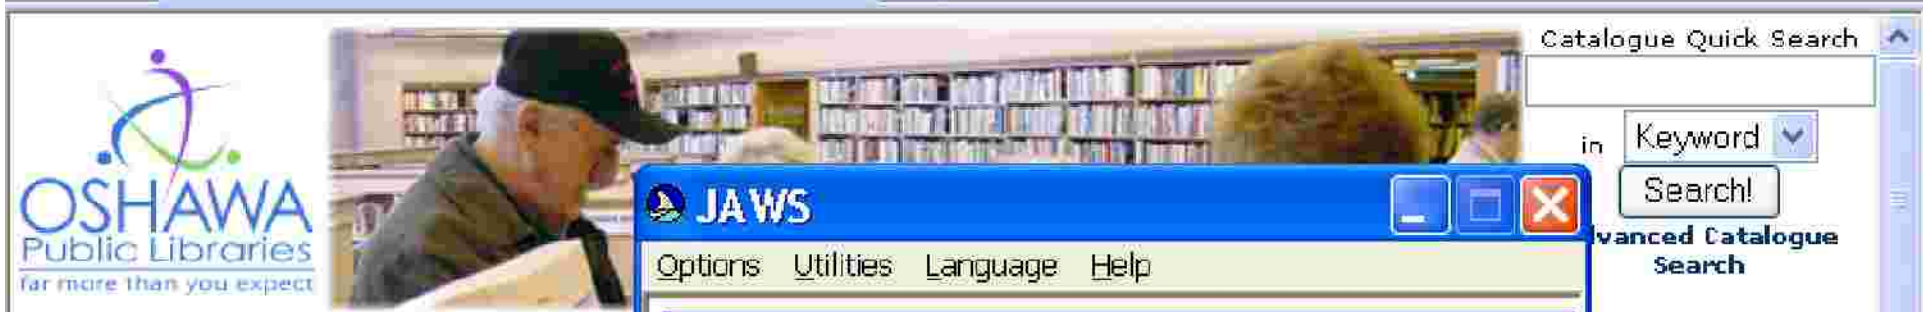 OSHAWA
Public Libraries
far more than you expect
JAWS
Options Utilities Language Help
Catalogue Quick Search
in Keyword
Search!
vanced Catalogue
Search